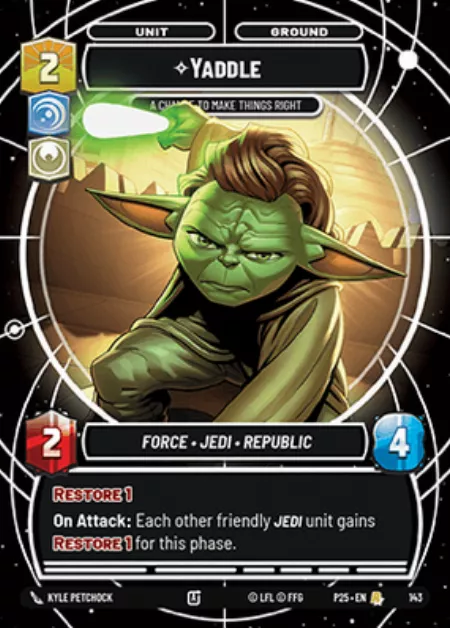 UNIT
GROUND
2
✧YADDLE
A CHANCE TO MAKE THINGS RIGHT
2
FORCE • JEDI • REPUBLIC
4
RESTORE 1
On Attack: Each other friendly JEDI unit gains
RESTORE 1 for this phase.
KYLE PETCHOCK
© LFL © FFG
P25 • EN
143